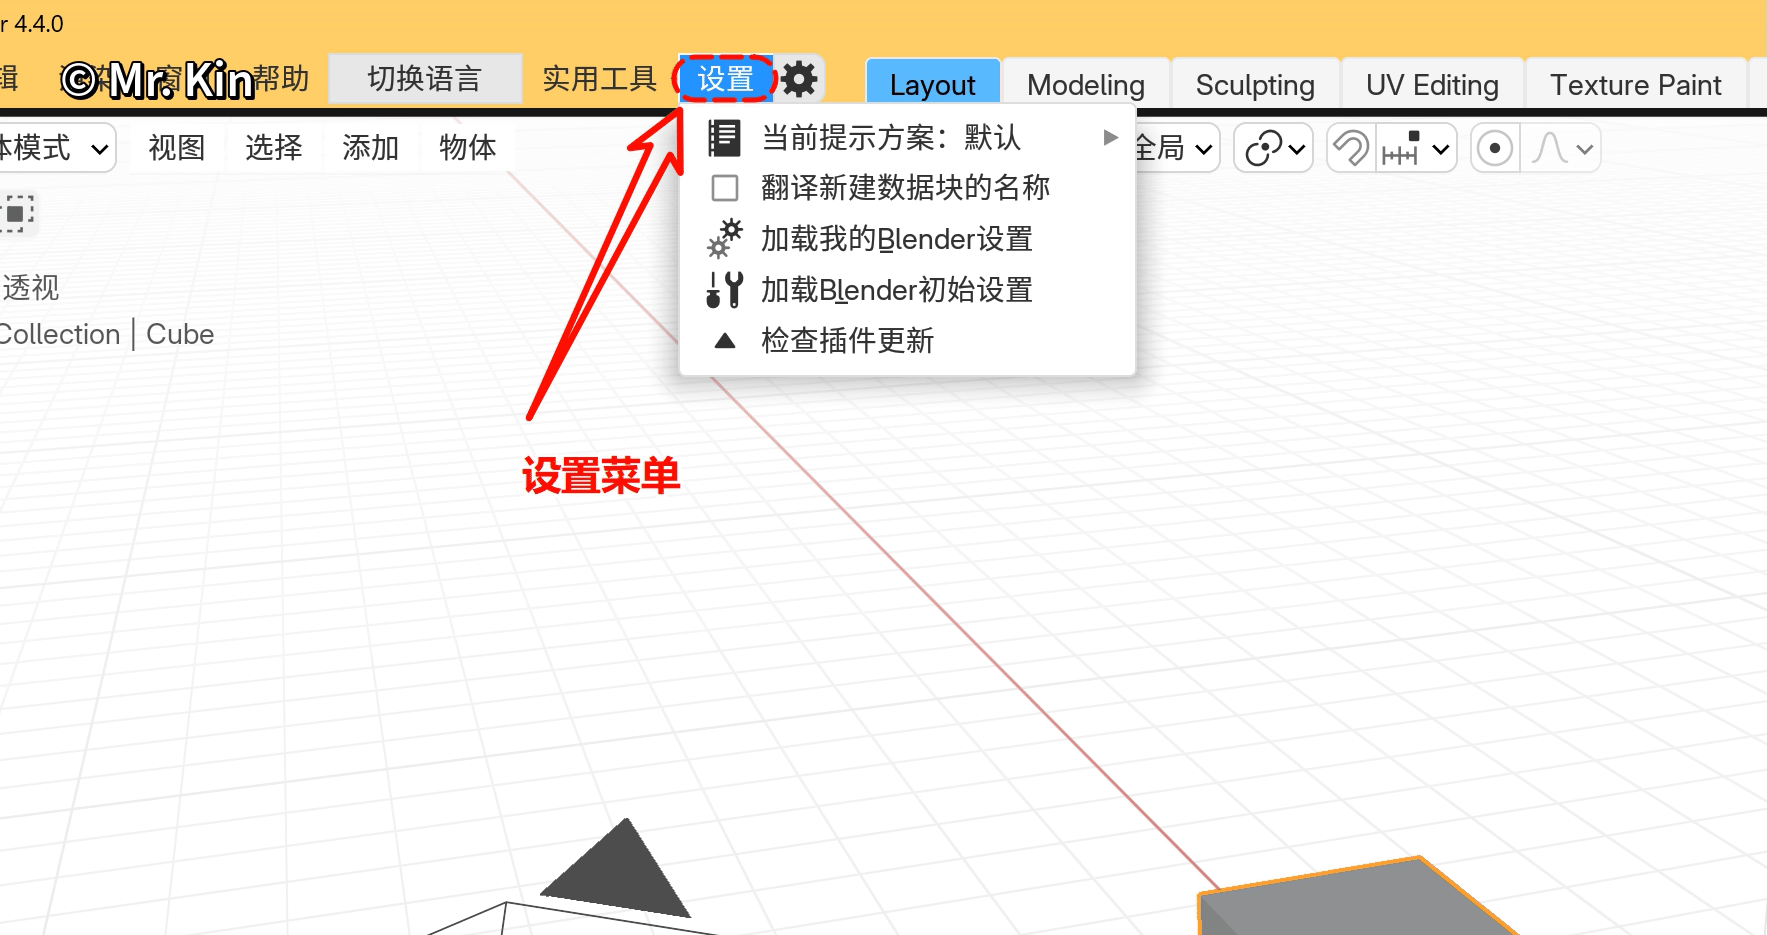 r 4.4.0
辑 渲染 窗 帮助 切换语言 实用工具 设置 Layout Modeling Sculpting UV Editing Texture Paint
©Mr. Kin
体模式 视图 选择 添加 物体 全局
当前提示方案：默认
翻译新建数据块的名称
加载我的Blender设置
加载Blender初始设置
检查插件更新
透视
Collection | Cube
设置菜单